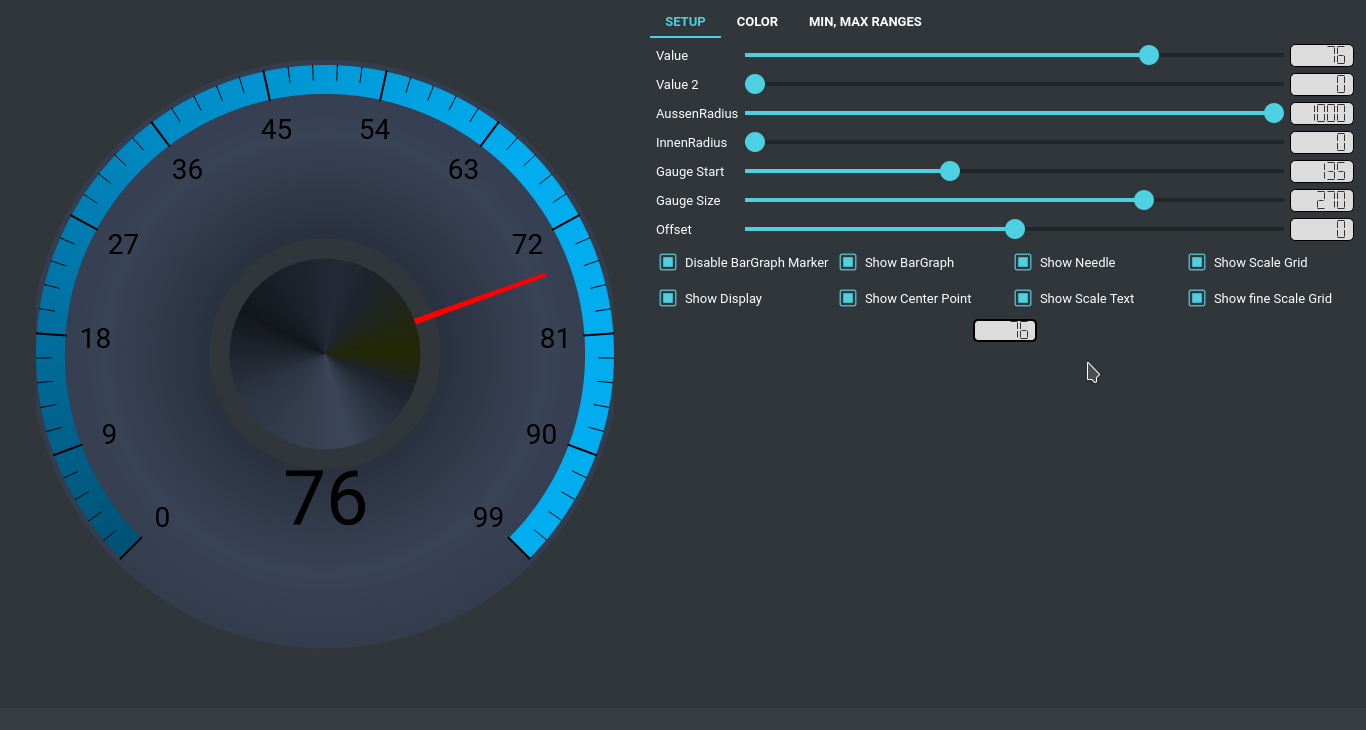 SETUP COLOR MIN, MAX RANGES
Value 76
Value 2 0
AussenRadius 1000
InnenRadius 0
Gauge Start 135
Gauge Size 270
Offset 0
Disable BarGraph Marker Show BarGraph Show Needle Show Scale Grid
Show Display Show Center Point Show Scale Text Show fine Scale Grid
76
45 54
36 63
27 72
18 81
9 90
76
0 99